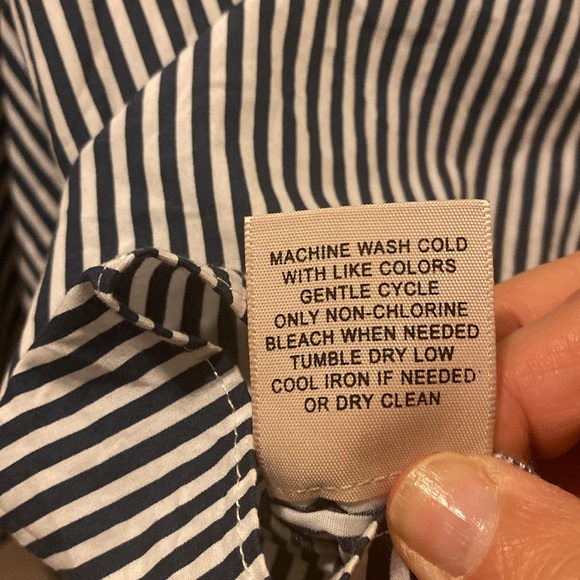 MACHINE WASH COLD
WITH LIKE COLORS
GENTLE CYCLE
ONLY NON-CHLORINE
BLEACH WHEN NEEDED
TUMBLE DRY LOW
COOL IRON IF NEEDED
OR DRY CLEAN